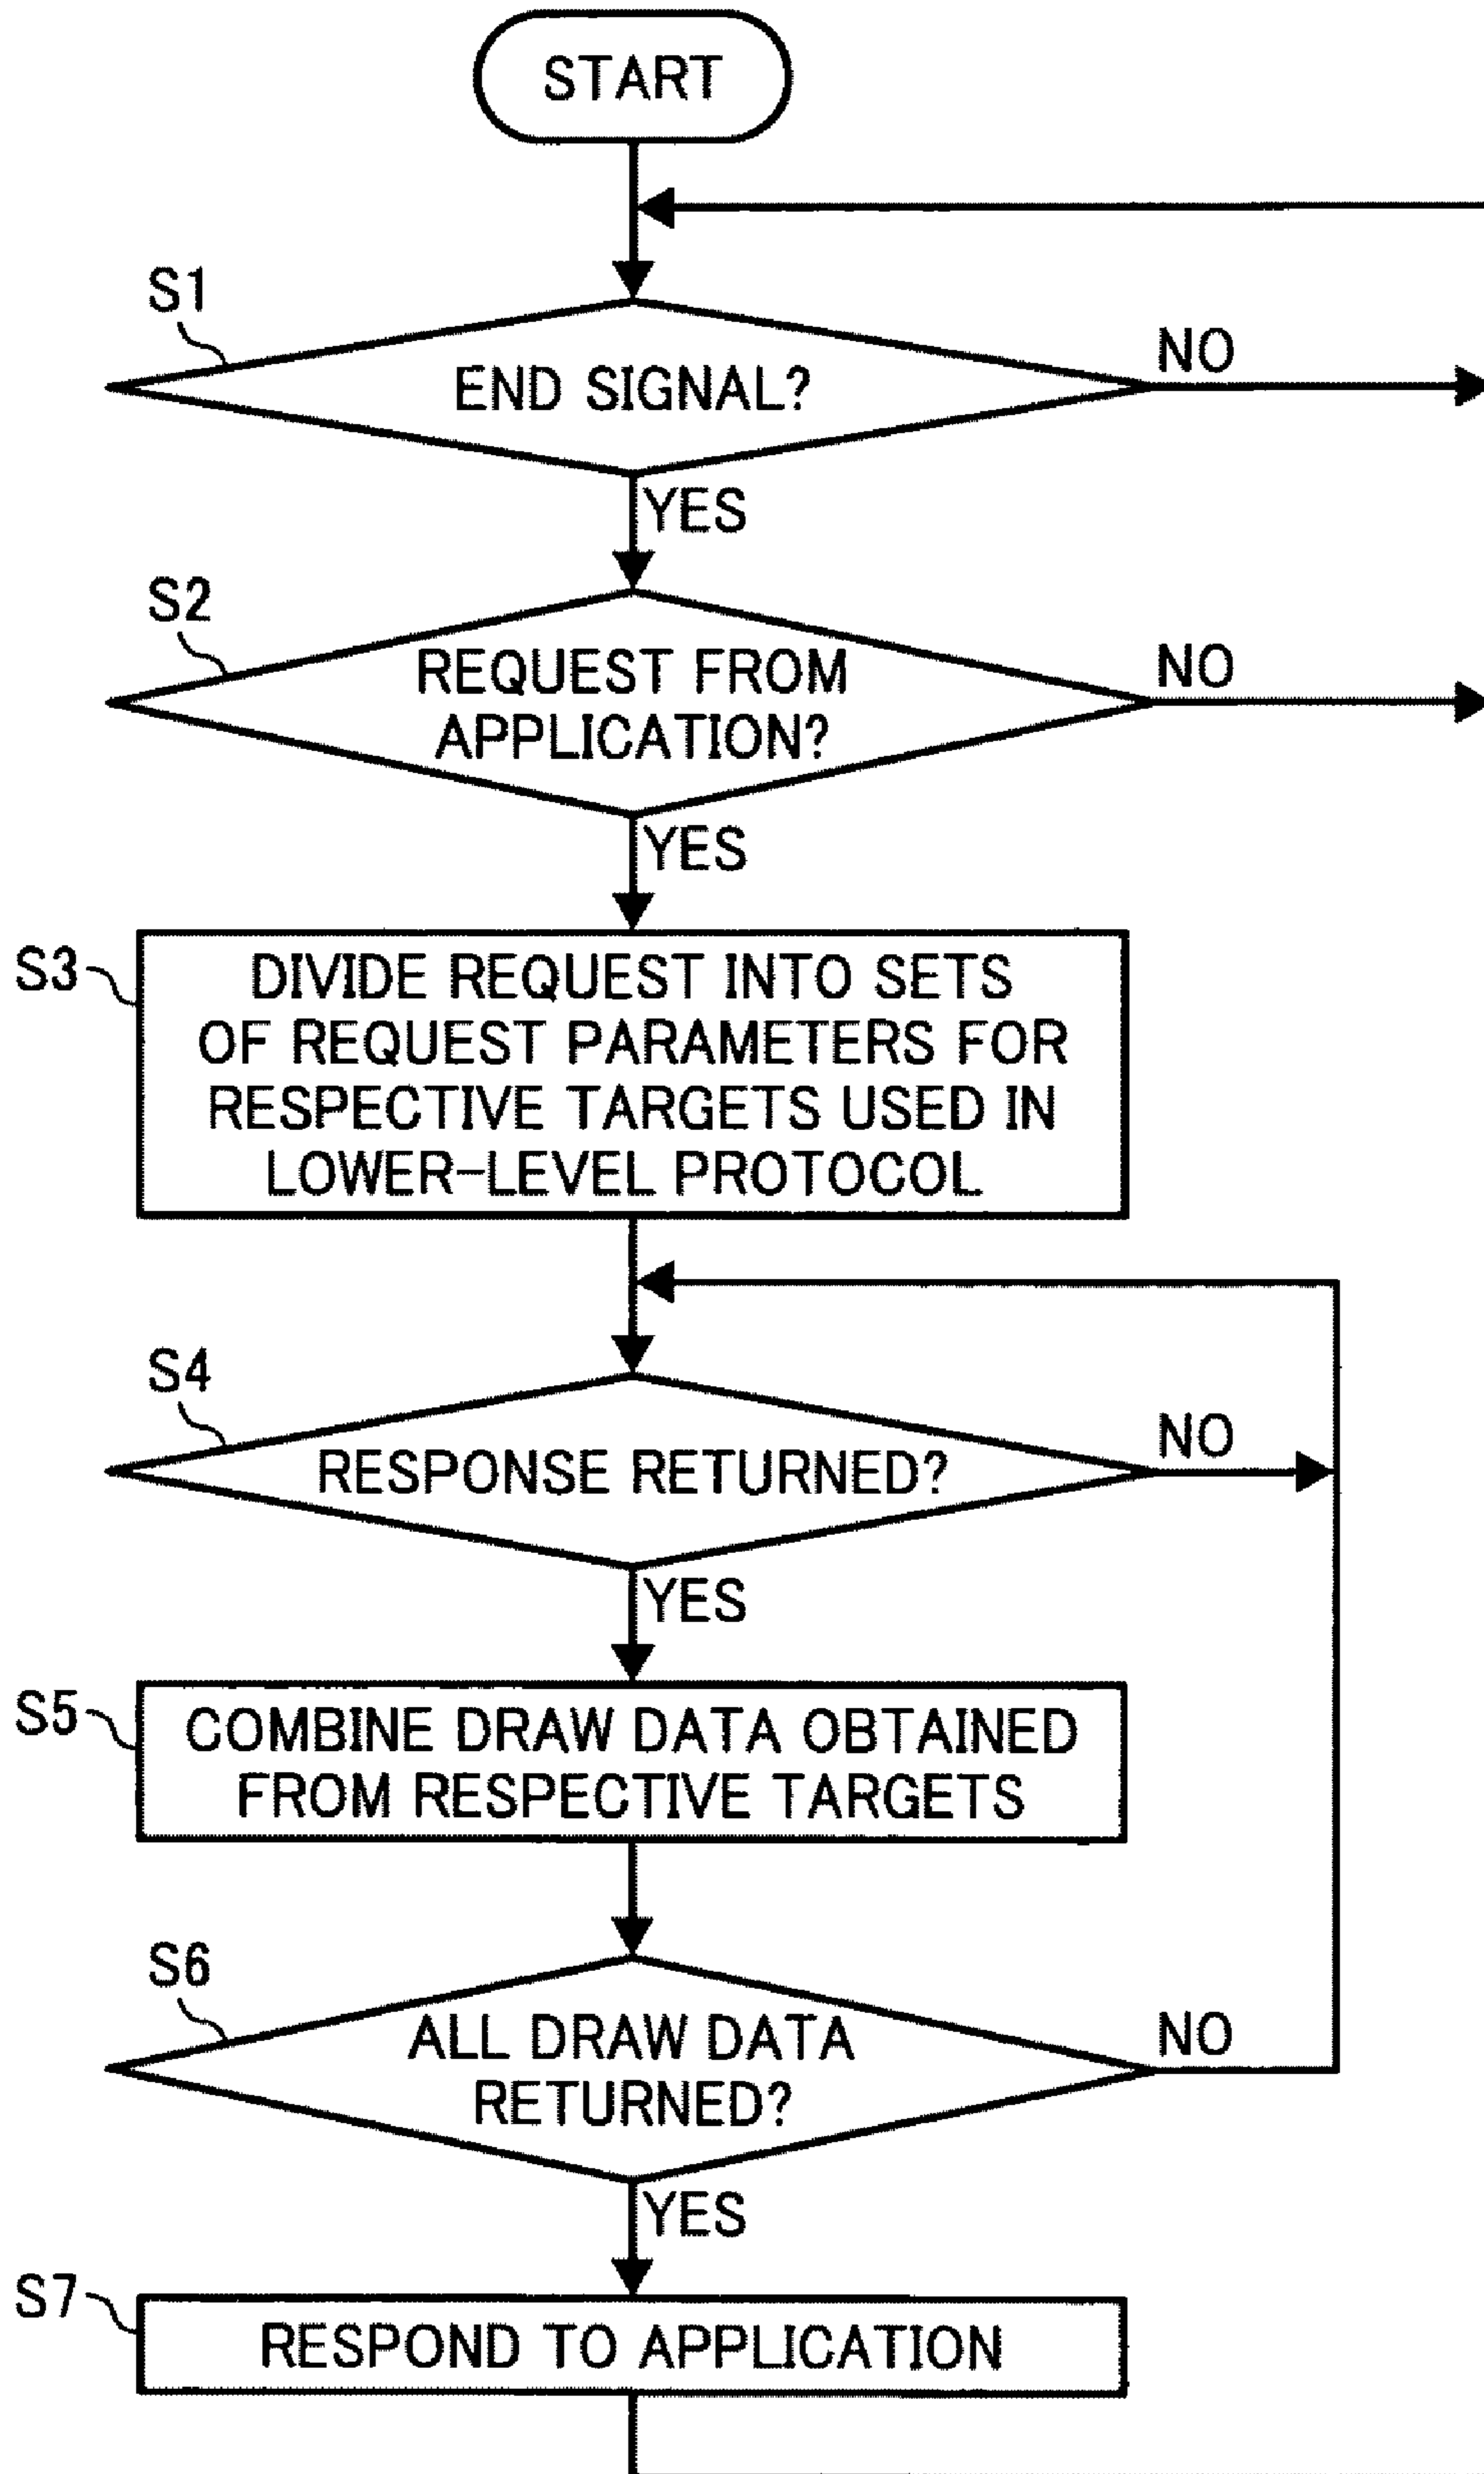 START
S1
END SIGNAL?
NO
YES
S2
REQUEST FROM
APPLICATION?
NO
YES
S3
DIVIDE REQUEST INTO SETS
OF REQUEST PARAMETERS FOR
RESPECTIVE TARGETS USED IN
LOWER-LEVEL PROTOCOL
S4
RESPONSE RETURNED?
NO
YES
S5
COMBINE DRAW DATA OBTAINED
FROM RESPECTIVE TARGETS
S6
ALL DRAW DATA
RETURNED?
NO
YES
S7
RESPOND TO APPLICATION